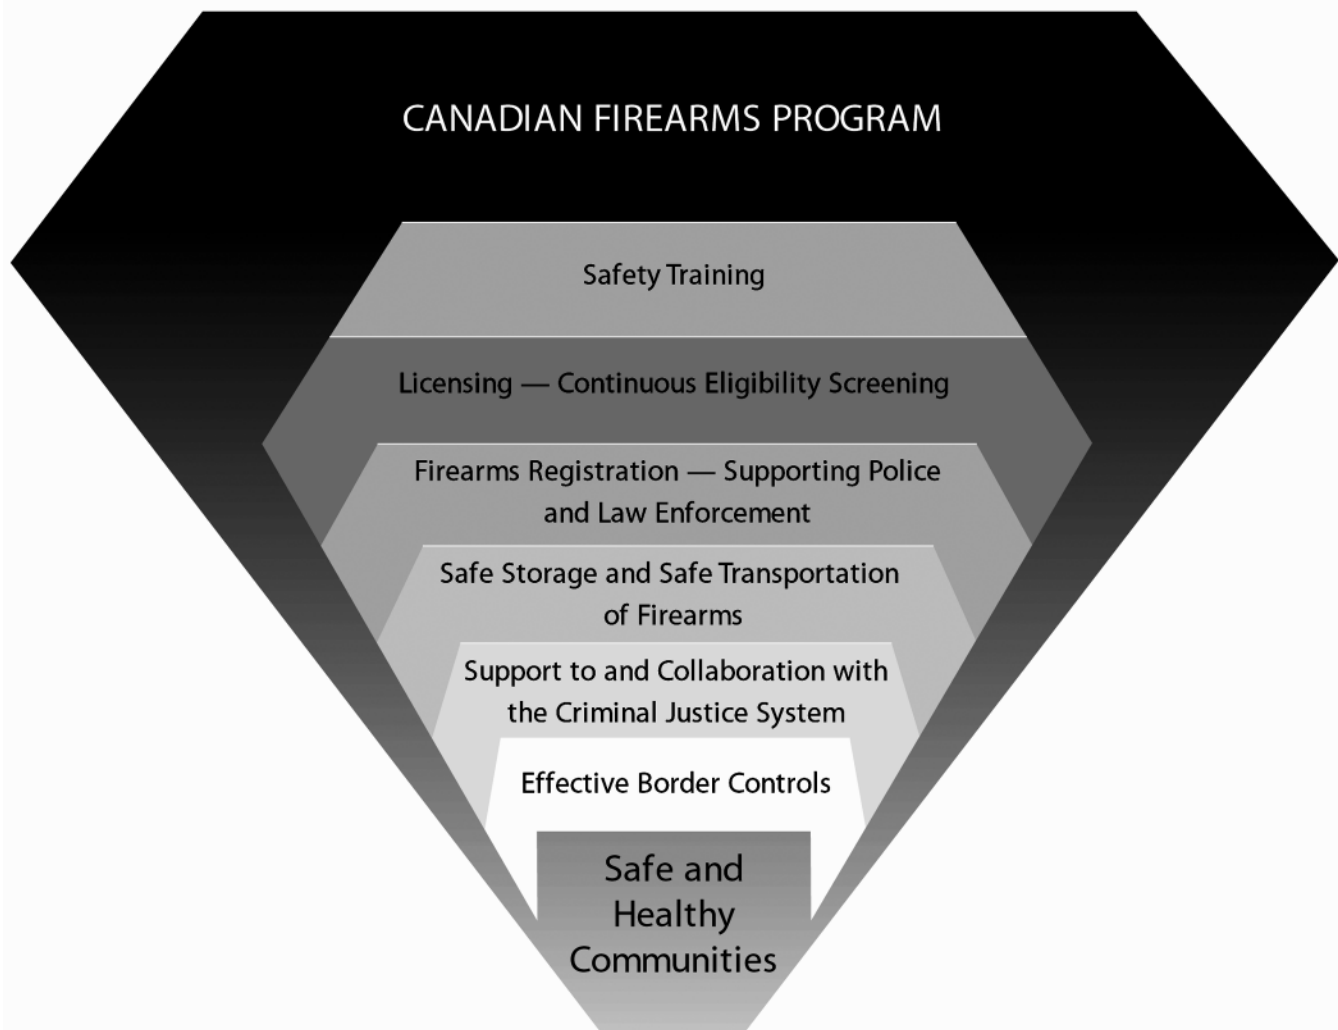 CANADIAN FIREARMS PROGRAM
Safety Training
Licensing — Continuous Eligibility Screening
Firearms Registration — Supporting Police
and Law Enforcement
Safe Storage and Safe Transportation
of Firearms
Support to and Collaboration with
the Criminal Justice System
Effective Border Controls
Safe and
Healthy
Communities